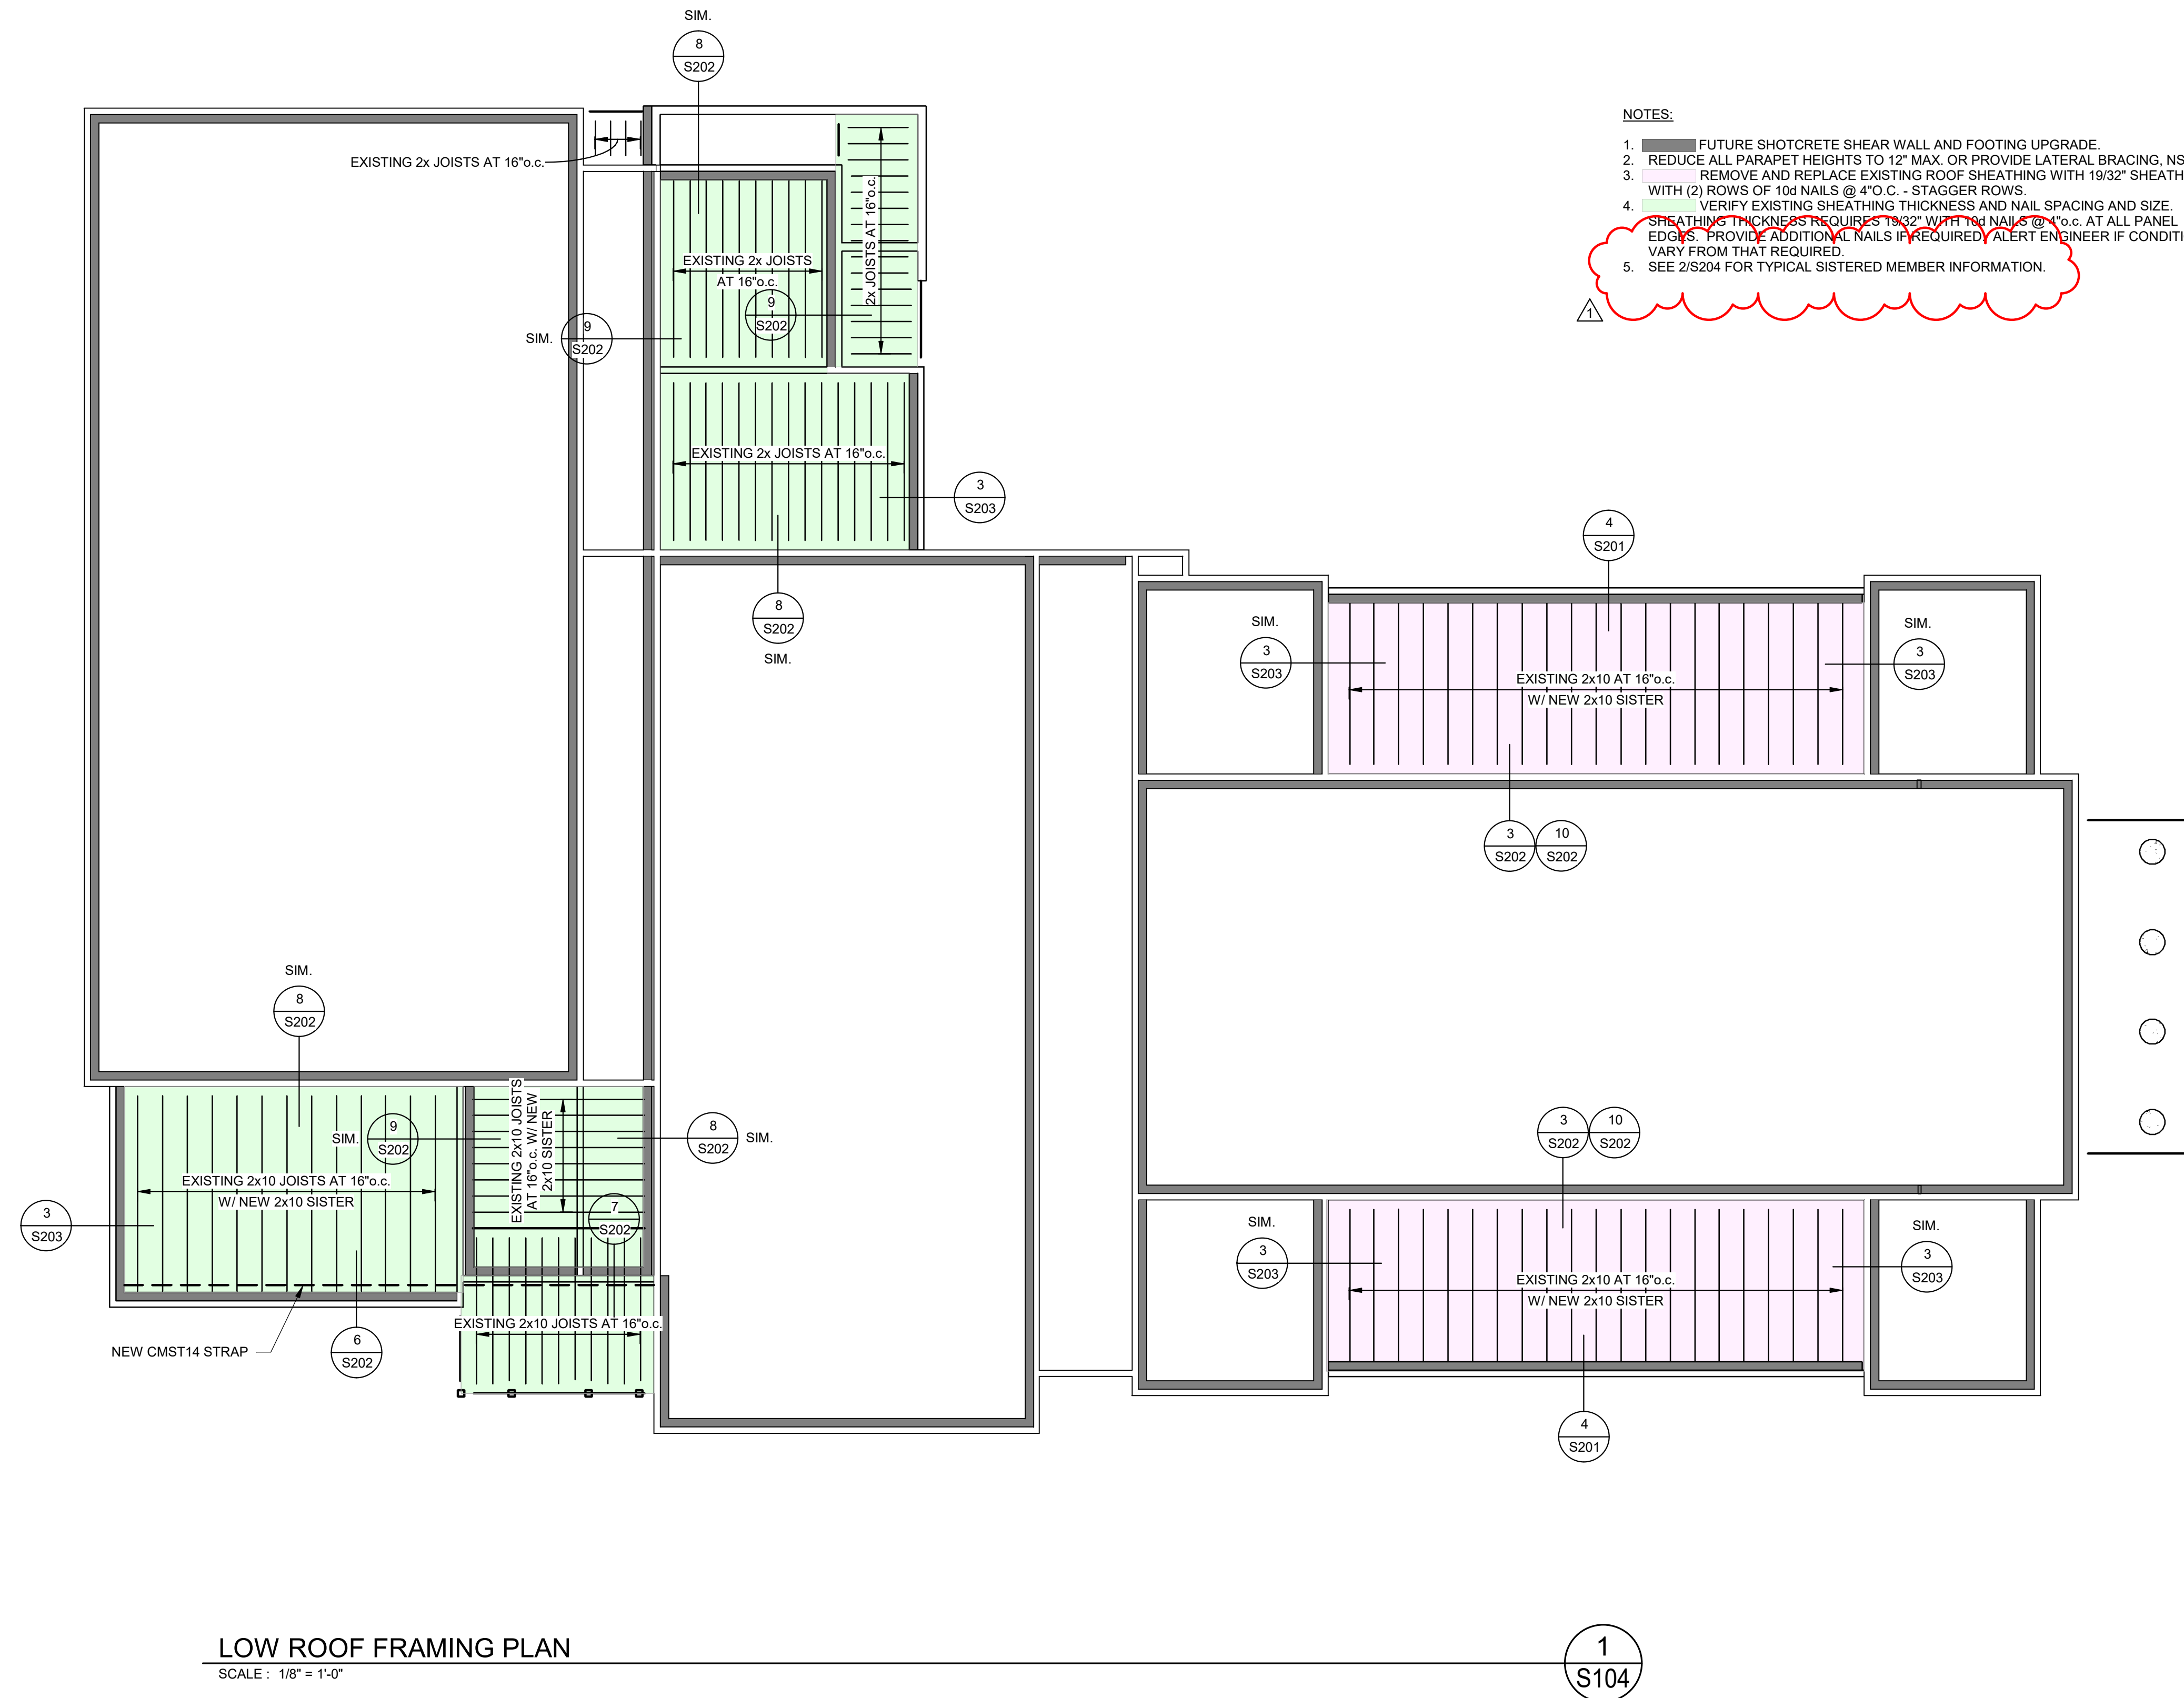 SIM.
8
S202
EXISTING 2x JOISTS AT 16"o.c.
2x JOISTS AT 16"o.c.
EXISTING 2x JOISTS
AT 16"o.c.
9
S202
SIM.
9
S202
EXISTING 2x JOISTS AT 16"o.c.
3
S203
8
S202
SIM.
NOTES:
1. FUTURE SHOTCRETE SHEAR WALL AND FOOTING UPGRADE.
2. REDUCE ALL PARAPET HEIGHTS TO 12" MAX. OR PROVIDE LATERAL BRACING, NS
3. REMOVE AND REPLACE EXISTING ROOF SHEATHING WITH 19/32" SHEATH
WITH (2) ROWS OF 10d NAILS @ 4"O.C. - STAGGER ROWS.
4. VERIFY EXISTING SHEATHING THICKNESS AND NAIL SPACING AND SIZE.
SHEATHING THICKNESS REQUIRES 19/32" WITH 10d NAILS @ 4"o.c. AT ALL PANEL
EDGES. PROVIDE ADDITIONAL NAILS IF REQUIRED. ALERT ENGINEER IF CONDITI
VARY FROM THAT REQUIRED.
5. SEE 2/S204 FOR TYPICAL SISTERED MEMBER INFORMATION.
1
4
S201
SIM.
3
S203
EXISTING 2x10 AT 16"o.c.
W/ NEW 2x10 SISTER
SIM.
3
S203
3
S202
10
S202
SIM.
8
S202
SIM.
9
S202
EXISTING 2x10 JOISTS AT 16"o.c.
W/ NEW 2x10 SISTER
3
S203
NEW CMST14 STRAP
6
S202
EXISTING 2x10 JOISTS
AT 16"o.c. W/ NEW
2x10 SISTER
8
S202
SIM.
7
S202
EXISTING 2x10 JOISTS AT 16"o.c.
3
S202
10
S202
SIM.
3
S203
EXISTING 2x10 AT 16"o.c.
W/ NEW 2x10 SISTER
SIM.
3
S203
4
S201
LOW ROOF FRAMING PLAN
SCALE : 1/8" = 1'-0"
1
S104